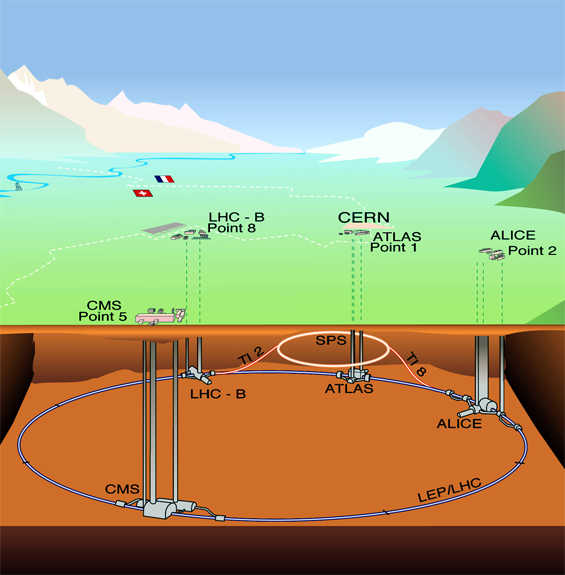 LHC - B
Point 8
CERN
ATLAS
Point 1
ALICE
Point 2
CMS
Point 5
SPS
TI 2
TI 8
LHC - B
ATLAS
ALICE
CMS
LEP/LHC